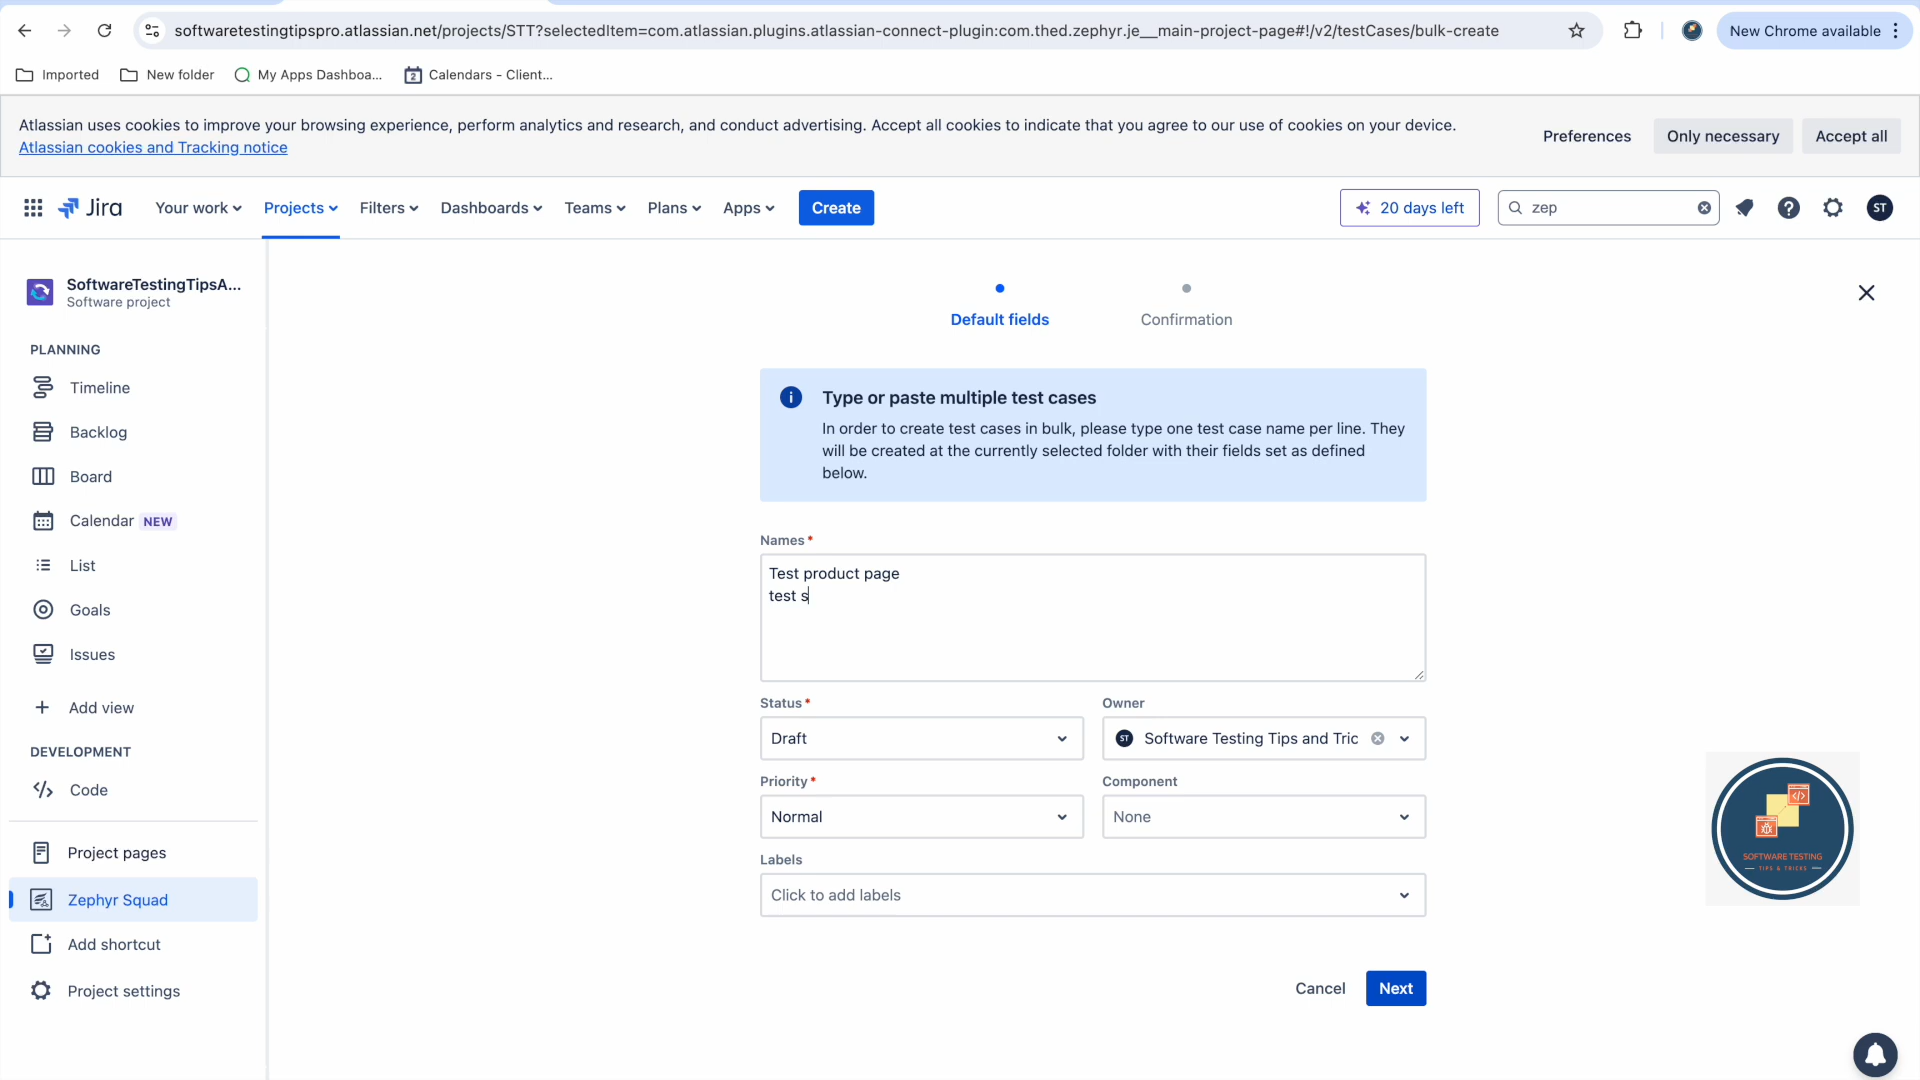 softwaretestingtipspro.atlassian.net/projects/STT?selectedItem=com.atlassian.plugins.atlassian-connect-plugin:com.thed.zephyr.je__main-project-page#!/v2/testCases/bulk-create
New Chrome available
Imported
New folder
My Apps Dashboa...
2
Calendars - Client...
Atlassian uses cookies to improve your browsing experience, perform analytics and research, and conduct advertising. Accept all cookies to indicate that you agree to our use of cookies on your device.
Atlassian cookies and Tracking notice
Preferences
Only necessary
Accept all
Jira
Your work
Projects
Filters
Dashboards
Teams
Plans
Apps
Create
20 days left
zep
ST
SoftwareTestingTipsA...
Software project
PLANNING
Timeline
Backlog
Board
Calendar NEW
List
Goals
Issues
Add view
DEVELOPMENT
Code
Project pages
Zephyr Squad
Add shortcut
Project settings
Default fields
Confirmation
Type or paste multiple test cases
In order to create test cases in bulk, please type one test case name per line. They
will be created at the currently selected folder with their fields set as defined
below.
Names*
Test product page
test s
Status*
Owner
Draft
ST Software Testing Tips and Tric
Priority*
Component
Normal
None
Labels
Click to add labels
Cancel
Next
SOFTWARE TESTING
TIPS & TRICKS